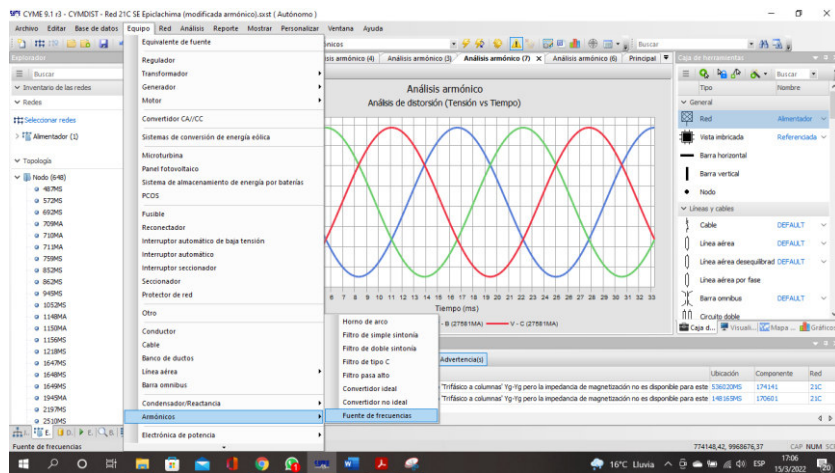 CYME 9.1 r3 - CYMDIST - Red 21C SE Epiclachima (modificada armónico).sxst ( Autónomo )
Archivo Editar Base de datos Equipo Red Análisis Reporte Mostrar Personalizar Ventana Ayuda
Buscar
Explorador
Buscar
Inventario de las redes
Redes
Seleccionar redes
Alimentador (1)
Topología
Nodo (648)
487MS
572MS
692MS
709MA
710MA
711MA
759MS
852MS
862MS
945MS
1052MS
1148MA
1150MA
1156MS
1218MS
1647MS
1648MS
1649MS
1945MA
2197MS
2510MS
Equivalente de fuente
Regulador
Transformador
Generador
Motor
Convertidor CA//CC
Sistemas de conversión de energía eólica
Microturbina
Panel fotovoltaico
Sistema de almacenamiento de energía por baterías
PCOS
Fusible
Reconectador
Interruptor automático de baja tensión
Interruptor automático
Interruptor seccionador
Seccionador
Protector de red
Otro
Conductor
Cable
Banco de ductos
Línea aérea
Barra omnibus
Condensador/Reactancia
Armónicos
Electrónica de potencia
Horno de arco
Filtro de simple sintonía
Filtro de doble sintonía
Filtro de tipo C
Filtro pasa alto
Convertidor ideal
Convertidor no ideal
Fuente de frecuencias
ónicos
sis armónico (4) Análisis armónico (3) Análisis armónico (7) X Análisis armónico (6) Principal
Análisis armónico
Análisis de distorsión (Tensión vs Tiempo)
6 7 8 9 10 11 12 13 14 15 16 17 18 19 20 21 22 23 24 25 26 27 28 29 30 31 32 33
Tiempo (ms)
- B (27581MA) V - C (27581MA)
Advertencia(s)
Ubicación Componente Red
'Trifásico a columnas' Yg-Yg pero la impedancia de magnetización no es disponible para este 536020MS 174141 21C
'Trifásico a columnas' Yg-Yg pero la impedancia de magnetización no es disponible para este 148165MS 170601 21C
Caja de herramientas
Buscar
Tipo Nombre
General
Red Alimentador
Vista imbricada Referenciada
Barra horizontal
Barra vertical
Nodo
Líneas y cables
Cable DEFAULT
Línea aérea DEFAULT
Línea aérea desequilibrad DEFAULT
Línea aérea por fase
Barra omnibus DEFAULT
Circuito doble
Caja d... Visuali... Mapa ... Gráficos
Fuente de frecuencias
774148,42; 9968676,37 CAP NUM SCR
16°C Lluvia ESP 17:06
15/3/2022